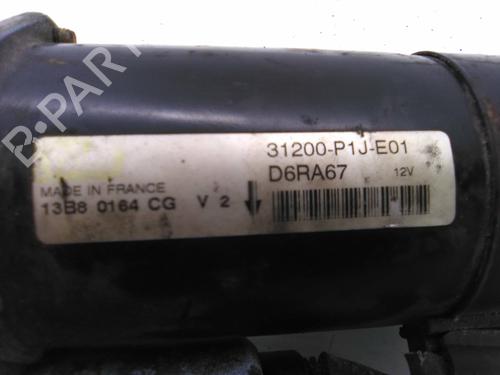 31200-P1J-E01
D6RA67 12V
MADE IN FRANCE
13B8 0164 CG V 2
B-PARTS